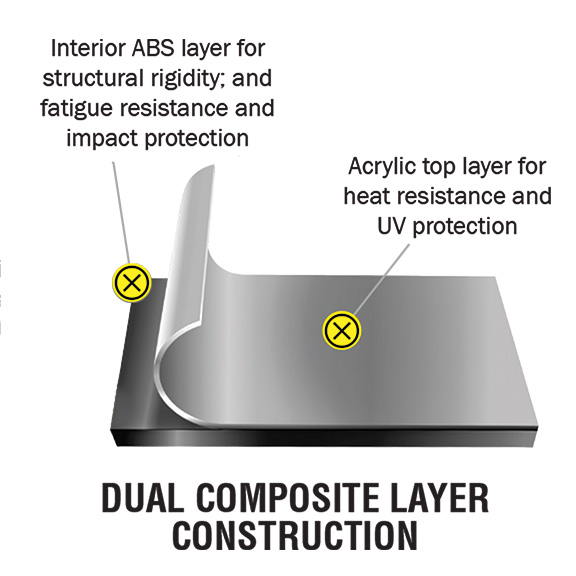 Interior ABS layer for
structural rigidity; and
fatigue resistance and
impact protection
Acrylic top layer for
heat resistance and
UV protection
DUAL COMPOSITE LAYER
CONSTRUCTION